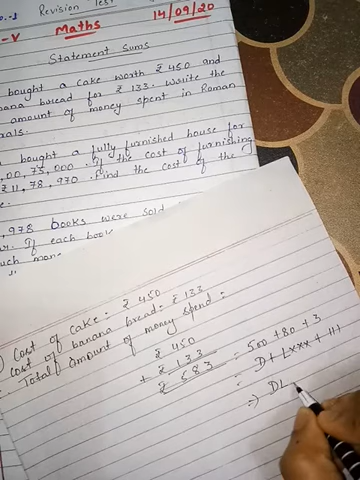 Revision Test
-V Maths 14/09/20
Statement Sums
bought a cake worth ₹ 450 and
bread for ₹ 133. Write the
amount of money spent in Roman
bought a fully furnished house for
00, 75, 000. If the cost of furnishing
₹ 11, 78, 970. Find the cost of the
978 books were sold
If each book
Cost of cake: ₹ 450
Cost of banana bread: ₹ 133
Total amount of money spend:
₹ 450
+ ₹ 133
₹ 583 = 500 + 80 + 3
= D + Lxxx + III
=) DL